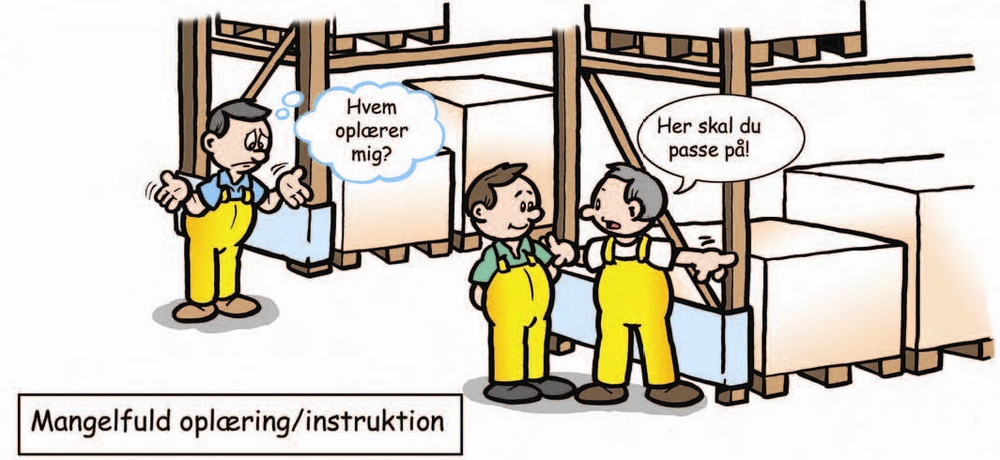 Hvem
oplærer
mig?
Her skal du
passe på!
Mangelfuld oplæring/instruktion